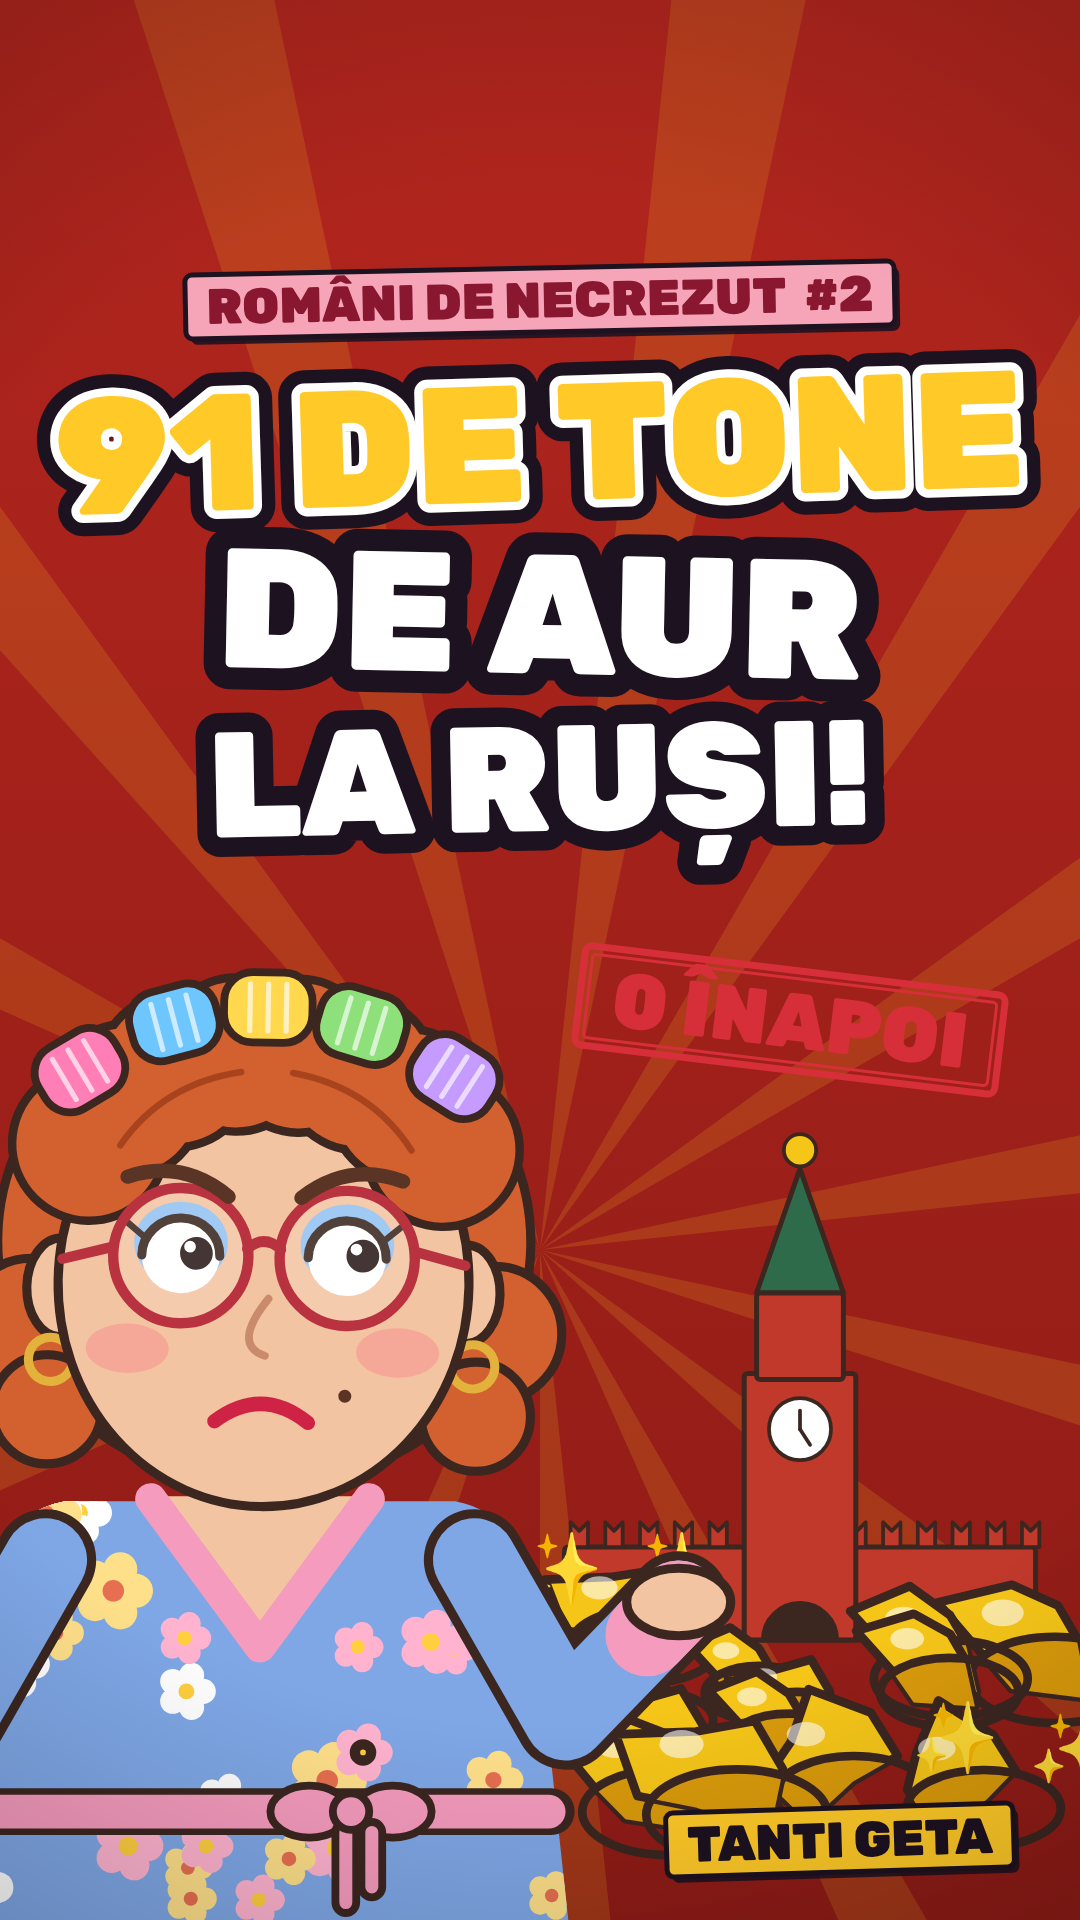 ROMÂNI DE NECREZUT #2
91 DE TONE
DE AUR
LA RUȘI!
0 ÎNAPOI
TANTI GETA